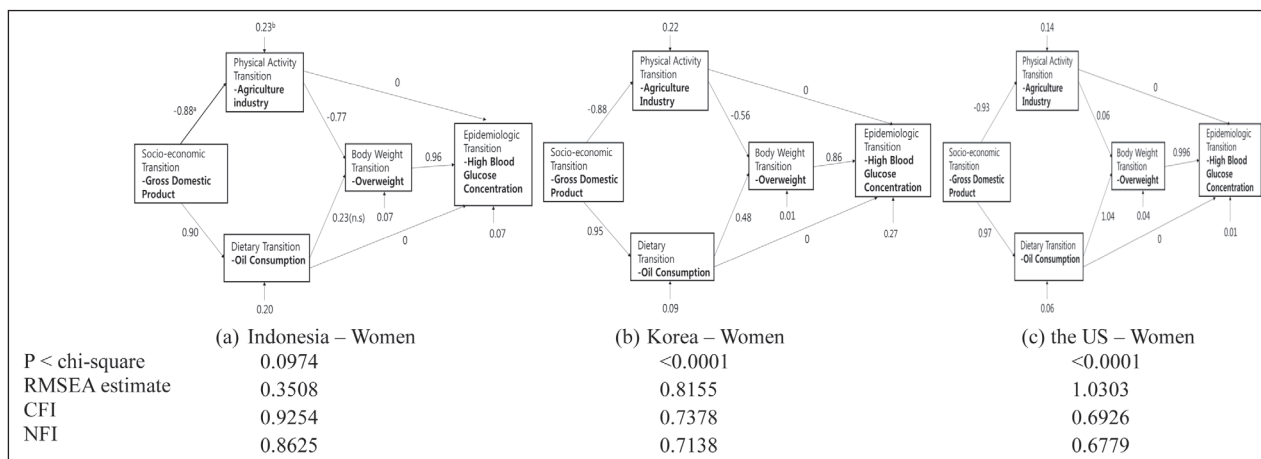 0.23ᵇ
Physical Activity
Transition
-Agriculture
industry
0
-0.88ᵃ
-0.77
Socio-economic
Transition
-Gross Domestic
Product
Body Weight
Transition
-Overweight
0.96
Epidemiologic
Transition
-High Blood
Glucose
Concentration
0.07
0.07
0.23(n.s)
0.90
0
Dietary Transition
-Oil Consumption
0.20
(a) Indonesia – Women
0.22
Physical Activity
Transition
-Agriculture
Industry
0
-0.88
-0.56
Socio-economic
Transition
-Gross Domestic
Product
Body Weight
Transition
-Overweight
0.86
Epidemiologic
Transition
-High Blood
Glucose
Concentration
0.01
0.27
0.48
0.95
0
Dietary
Transition
-Oil Consumption
0.09
(b) Korea – Women
0.14
Physical Activity
Transition
-Agriculture
Industry
0
-0.93
0.06
Socio-economic
Transition
-Gross Domestic
Product
Body Weight
Transition
-Overweight
0.996
Epidemiologic
Transition
-High Blood
Glucose
Concentration
0.04
0.01
1.04
0.97
0
Dietary Transition
-Oil Consumption
0.06
(c) the US – Women
P < chi-square 0.0974 <0.0001 <0.0001
RMSEA estimate 0.3508 0.8155 1.0303
CFI 0.9254 0.7378 0.6926
NFI 0.8625 0.7138 0.6779